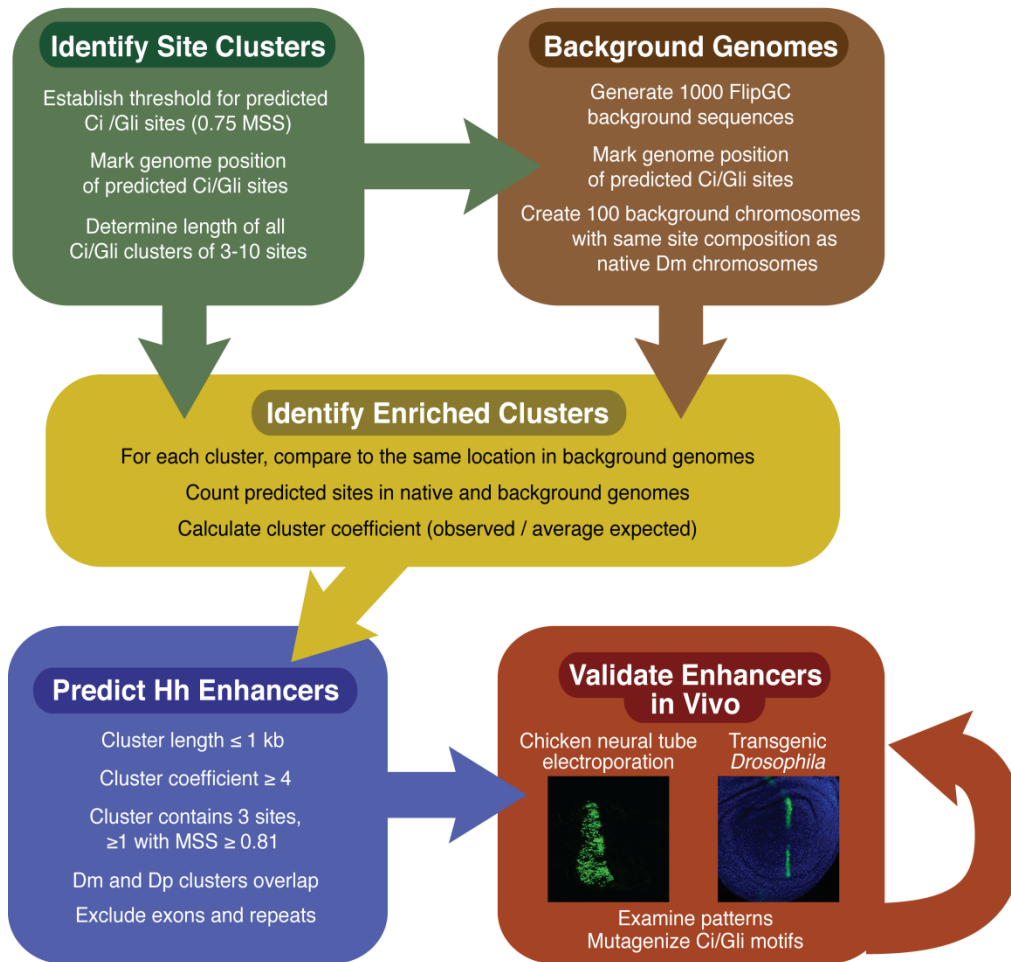 Identify Site Clusters
Establish threshold for predicted
Ci /Gli sites (0.75 MSS)
Mark genome position
of predicted Ci/Gli sites
Determine length of all
Ci/Gli clusters of 3-10 sites
Background Genomes
Generate 1000 FlipGC
background sequences
Mark genome position
of predicted Ci/Gli sites
Create 100 background chromosomes
with same site composition as
native Dm chromosomes
Identify Enriched Clusters
For each cluster, compare to the same location in background genomes
Count predicted sites in native and background genomes
Calculate cluster coefficient (observed / average expected)
Predict Hh Enhancers
Cluster length ≤ 1 kb
Cluster coefficient ≥ 4
Cluster contains 3 sites,
≥1 with MSS ≥ 0.81
Dm and Dp clusters overlap
Exclude exons and repeats
Validate Enhancers
in Vivo
Chicken neural tube
electroporation
Transgenic
Drosophila
Examine patterns
Mutagenize Ci/Gli motifs